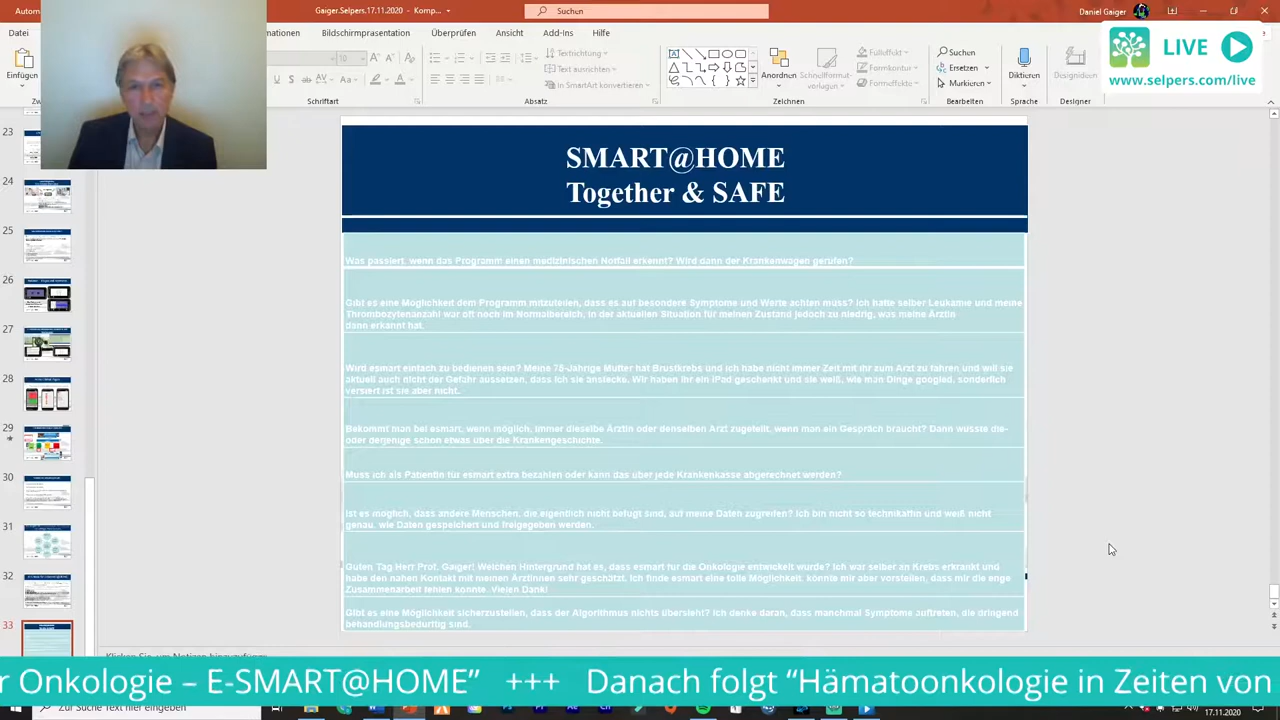 Gaiger.Selpers.17.11.2020 - Komp...
Suchen
Daniel Gaiger
Datei
Bildschirmpräsentation
Überprüfen
Ansicht
Add-Ins
Hilfe
LIVE
www.selpers.com/live
Textrichtung
Text ausrichten
In SmartArt konvertieren
Anordnen
Schnellformat-
vorlagen
Fülleffekt
Formkontur
Formeffekte
Suchen
Ersetzen
Markieren
Diktieren
Designideen
Schriftart
Absatz
Zeichnen
Bearbeiten
Sprache
Designer
SMART@HOME
Together & SAFE
Was passiert, wenn das Programm einen medizinischen Notfall erkennt? Wird dann der Krankenwagen gerufen?
Gibt es eine Möglichkeit dem Programm mitzuteilen, dass es auf besondere Symptome und Werte achten muss? Ich hatte selber Leukämie und meine
Thrombozytenanzahl war oft noch im Normalbereich, in der aktuellen Situation für meinen Zustand jedoch zu niedrig, was meine Ärztin
dann erkannt hat.
Wird esmart einfach zu bedienen sein? Meine 75-Jährige Mutter hat Brustkrebs und ich habe nicht immer Zeit mit ihr zum Arzt zu fahren und will sie
aktuell auch nicht der Gefahr aussetzen, dass ich sie anstecke. Wir haben ihr ein iPad geschenkt und sie weiß, wie man Dinge googled, sonderlich
versiert ist sie aber nicht.
Bekommt man bei esmart, wenn möglich, immer dieselbe Ärztin oder denselben Arzt zugeteilt, wenn man ein Gespräch braucht? Dann wüsste die-
oder derjenige schon etwas über die Krankengeschichte.
Muss ich als Patientin für esmart extra bezahlen oder kann das über jede Krankenkasse abgerechnet werden?
Ist es möglich, dass andere Menschen, die eigentlich nicht befugt sind, auf meine Daten zugreifen? Ich bin nicht so technikaffin und weiß nicht
genau, wie Daten gespeichert und freigegeben werden.
Guten Tag Herr Prof. Gaiger! Welchen Hintergrund hat es, dass esmart für die Onkologie entwickelt wurde? Ich war selber an Krebs erkrankt und
habe den nahen Kontakt mit meinen ÄrztInnen sehr geschätzt. Ich finde esmart eine gute Möglichkeit, könnte mir aber vorstellen, dass mir die enge
Zusammenarbeit fehlen könnte. Vielen Dank!
Gibt es eine Möglichkeit sicherzustellen, dass der Algorithmus nichts übersieht? Ich denke daran, dass manchmal Symptome auftreten, die dringend
behandlungsbedürftig sind.
23
25
27
29
31
r Onkologie – E-SMART@HOME” +++ Danach folgt “Hämatoonkologie in Zeiten von
Zur Suche Text hier eingeben
17.11.2020